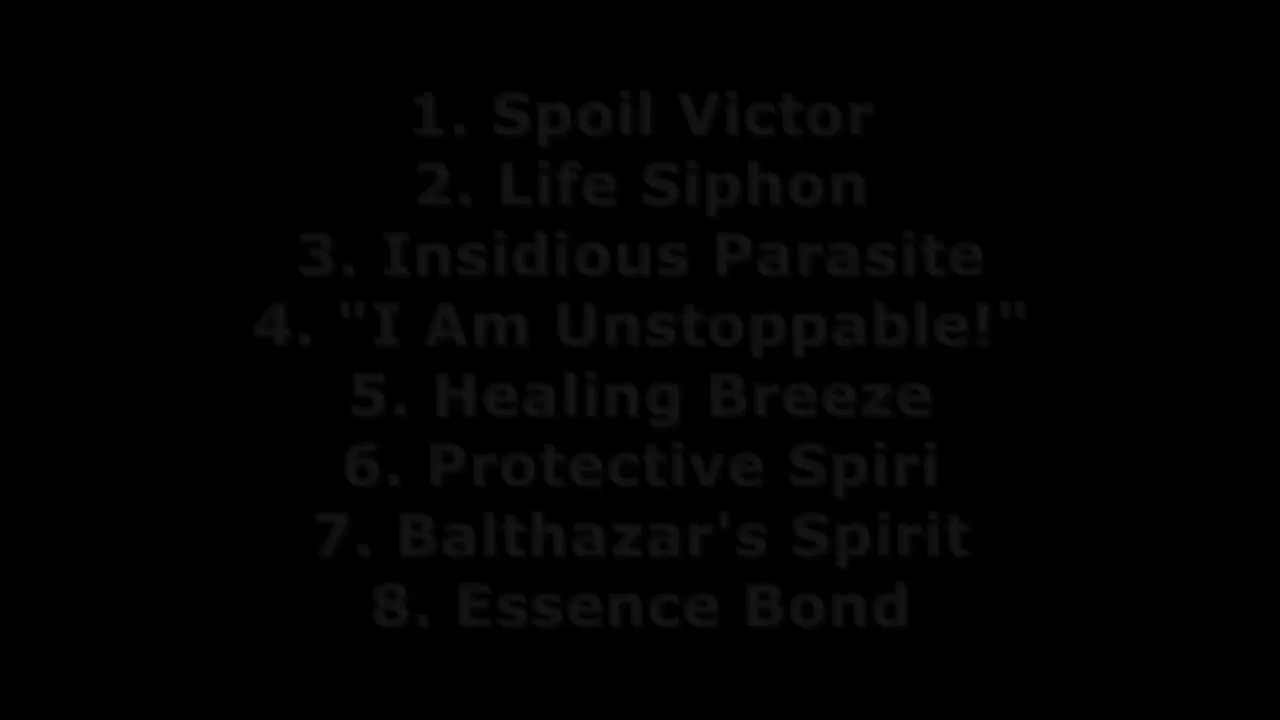 1. Spoil Victor
2. Life Siphon
3. Insidious Parasite
4. "I Am Unstoppable!"
5. Healing Breeze
6. Protective Spiri
7. Balthazar's Spirit
8. Essence Bond